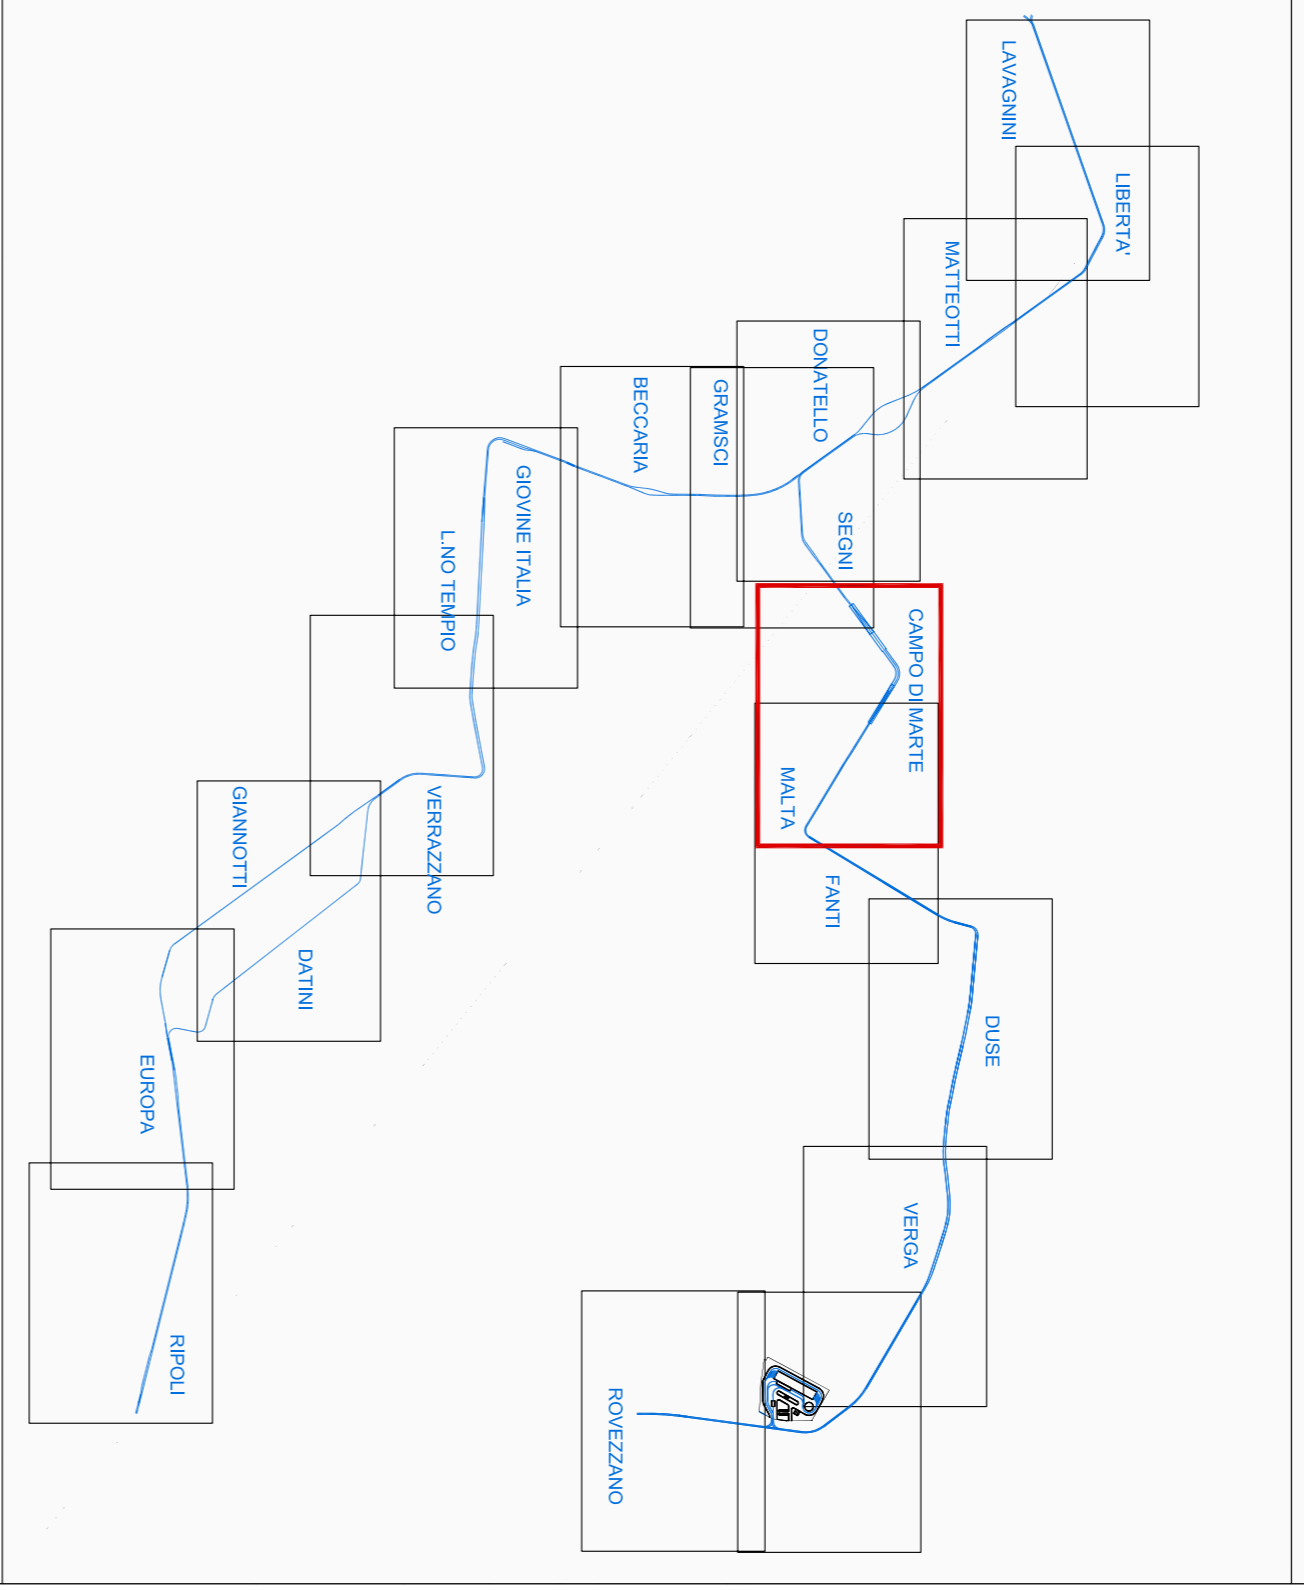 LAVAGNINI
LIBERTA'
MATTEOTTI
DONATELLO
GRAMSCI
BECCARIA
GIOVINE ITALIA
L.NO TEMPIO
SEGNI
CAMPO DI MARTE
MALTA
FANTI
VERRAZZANO
GIANNOTTI
DATINI
DUSE
EUROPA
VERGA
RIPOLI
ROVEZZANO